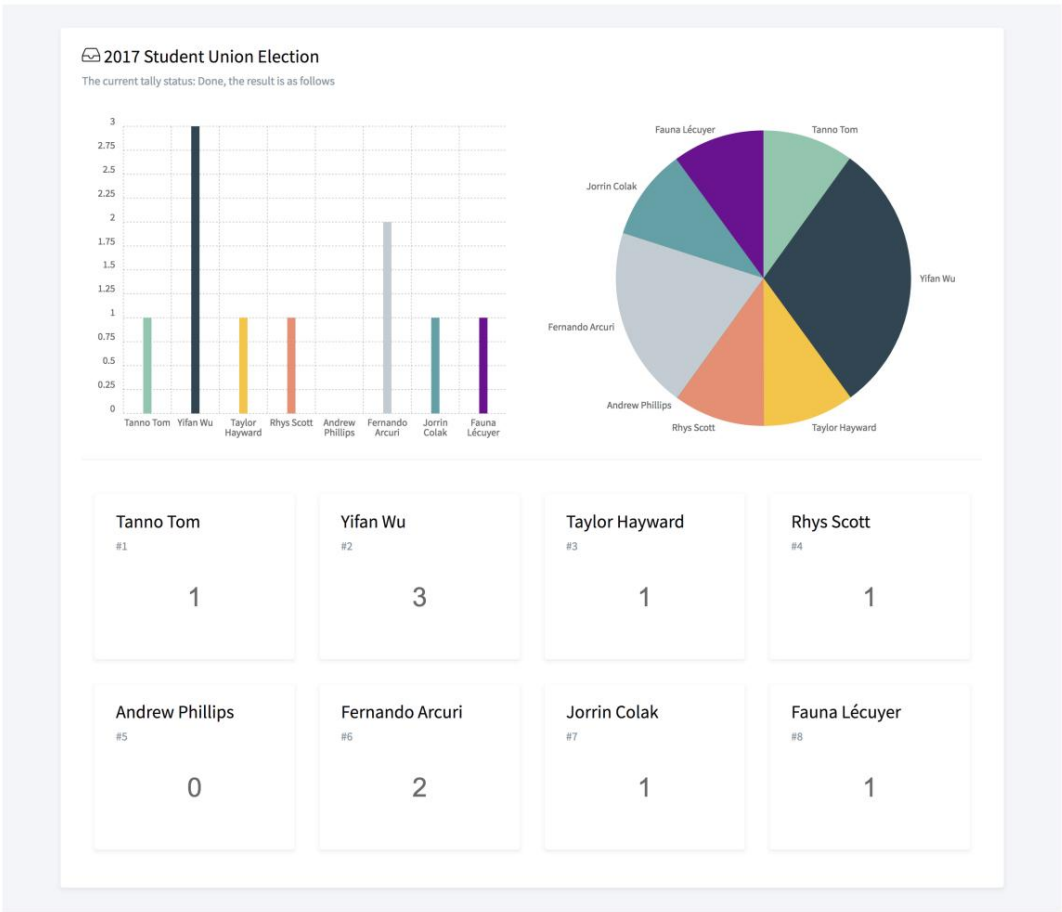 2017 Student Union Election
The current tally status: Done, the result is as follows
3
2.75
2.5
2.25
2
1.75
1.5
1.25
1
0.75
0.5
0.25
0
Tanno Tom
Yifan Wu
Taylor
Hayward
Rhys Scott
Andrew
Phillips
Fernando
Arcuri
Jorrin
Colak
Fauna
Lécuyer
Fauna Lécuyer
Tanno Tom
Jorrin Colak
Yifan Wu
Fernando Arcuri
Andrew Phillips
Rhys Scott
Taylor Hayward
Tanno Tom
#1
1
Yifan Wu
#2
3
Taylor Hayward
#3
1
Rhys Scott
#4
1
Andrew Phillips
#5
0
Fernando Arcuri
#6
2
Jorrin Colak
#7
1
Fauna Lécuyer
#8
1